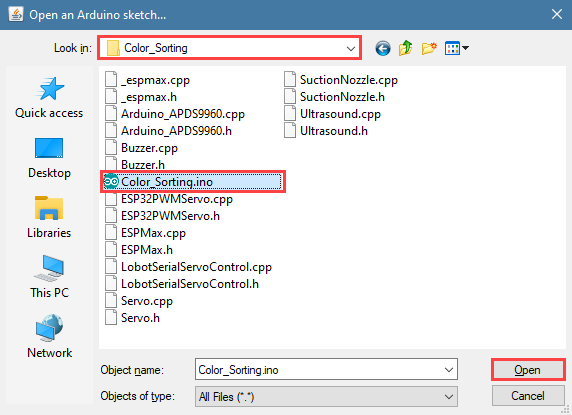 Open an Arduino sketch...
Look in: Color_Sorting
Quick access
Desktop
Libraries
This PC
Network
_espmax.cpp
_espmax.h
Arduino_APDS9960.cpp
Arduino_APDS9960.h
Buzzer.cpp
Buzzer.h
Color_Sorting.ino
ESP32PWMServo.cpp
ESP32PWMServo.h
ESPMax.cpp
ESPMax.h
LobotSerialServoControl.cpp
LobotSerialServoControl.h
Servo.cpp
Servo.h
SuctionNozzle.cpp
SuctionNozzle.h
Ultrasound.cpp
Ultrasound.h
Object name: Color_Sorting.ino Open
Objects of type: All Files (*.*) Cancel